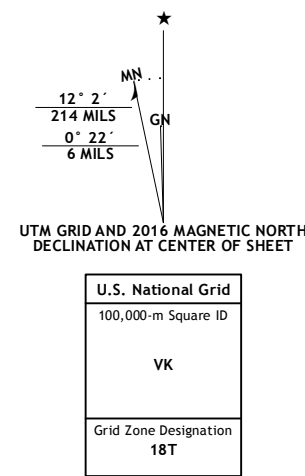 MN
GN
12° 2´
214 MILS
0° 22´
6 MILS
UTM GRID AND 2016 MAGNETIC NORTH
DECLINATION AT CENTER OF SHEET
U.S. National Grid
100,000-m Square ID
VK
Grid Zone Designation
18T